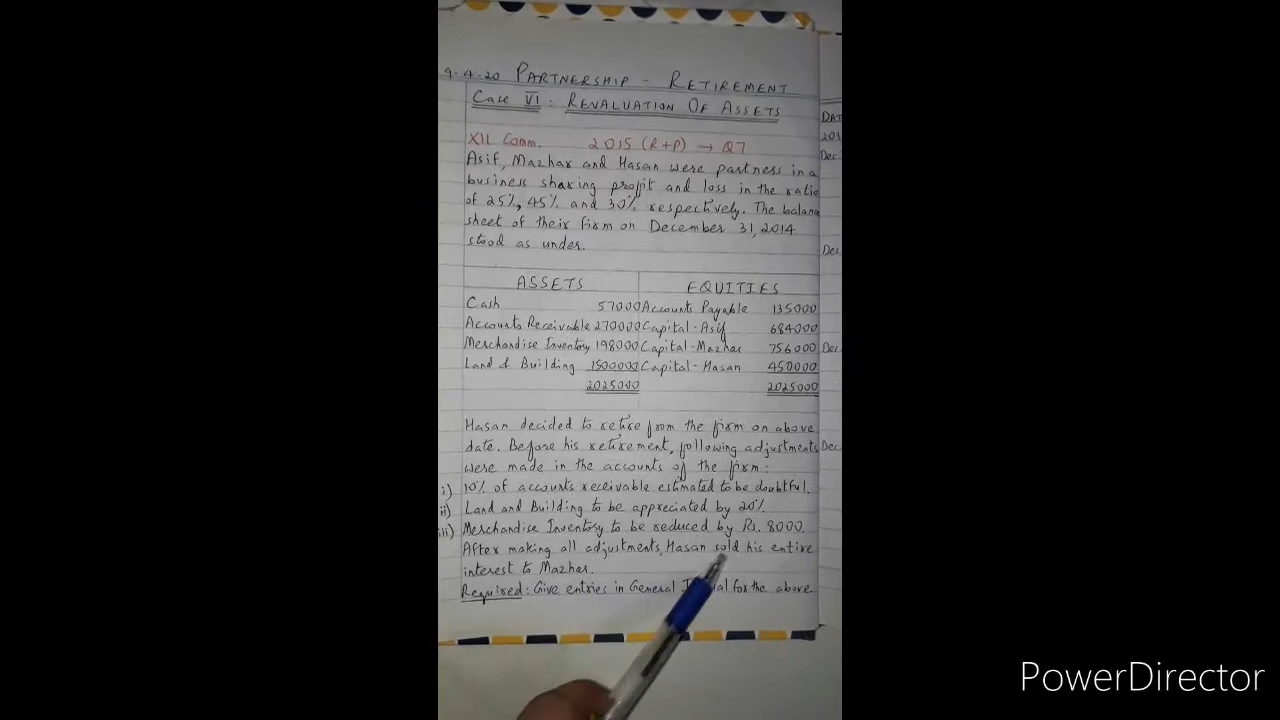 9-4-20 PARTNERSHIP - RETIREMENT
Case VI : REVALUATION OF ASSETS
XII Comm. 2015 (R+P) → Q7
Asif, Mazhar and Hasan were partners in a
business sharing profit and loss in the ratio
of 25%, 45% and 30% respectively. The balance
sheet of their firm on December 31, 2014
stood as under.
ASSETS EQUITIES
Cash 57000 Accounts Payable 135000
Accounts Receivable 270000 Capital - Asif 684000
Merchandise Inventory 198000 Capital - Mazhar 756000
Land & Building 1500000 Capital - Hasan 450000
2025000 2025000
Hasan decided to retire from the firm on above
date. Before his retirement, following adjustments
were made in the accounts of the firm:
i) 10% of accounts receivable estimated to be doubtful.
ii) Land and Building to be appreciated by 20%.
iii) Merchandise Inventory to be reduced by Rs. 8000.
After making all adjustments, Hasan sold his entire
interest to Mazhar.
Required: Give entries in General for the above
DAT
201
Dec
Dec
Dec
Dec
PowerDirector